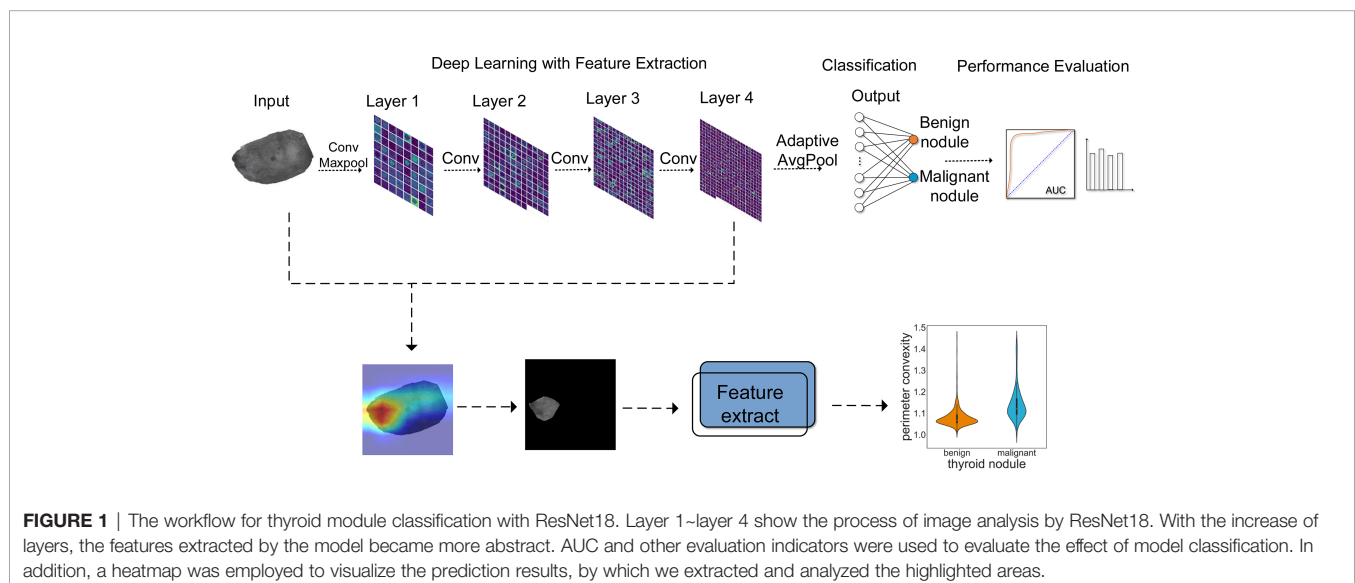 Deep Learning with Feature Extraction
Classification
Performance Evaluation
Input
Layer 1
Layer 2
Layer 3
Layer 4
Output
Conv
Maxpool
Conv
Conv
Conv
Adaptive
AvgPool
Benign
nodule
Malignant
nodule
AUC
Feature
extract
perimeter convexity
1.5
1.4
1.3
1.2
1.1
1.0
benign
malignant
thyroid nodule
FIGURE 1 | The workflow for thyroid module classification with ResNet18. Layer 1~layer 4 show the process of image analysis by ResNet18. With the increase of
layers, the features extracted by the model became more abstract. AUC and other evaluation indicators were used to evaluate the effect of model classification. In
addition, a heatmap was employed to visualize the prediction results, by which we extracted and analyzed the highlighted areas.